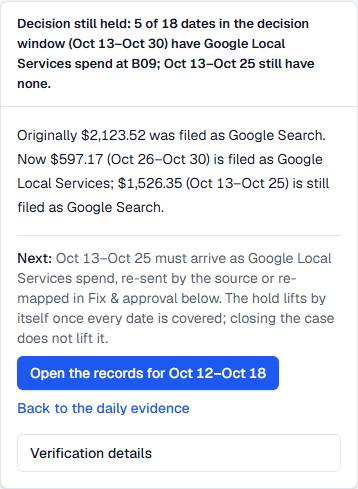 Decision still held: 5 of 18 dates in the decision
window (Oct 13–Oct 30) have Google Local
Services spend at B09; Oct 13–Oct 25 still have
none.
Originally $2,123.52 was filed as Google Search.
Now $597.17 (Oct 26–Oct 30) is filed as Google
Local Services; $1,526.35 (Oct 13–Oct 25) is still
filed as Google Search.
Next: Oct 13–Oct 25 must arrive as Google Local
Services spend, re-sent by the source or re-
mapped in Fix & approval below. The hold lifts by
itself once every date is covered; closing the case
does not lift it.
Open the records for Oct 12–Oct 18
Back to the daily evidence
Verification details